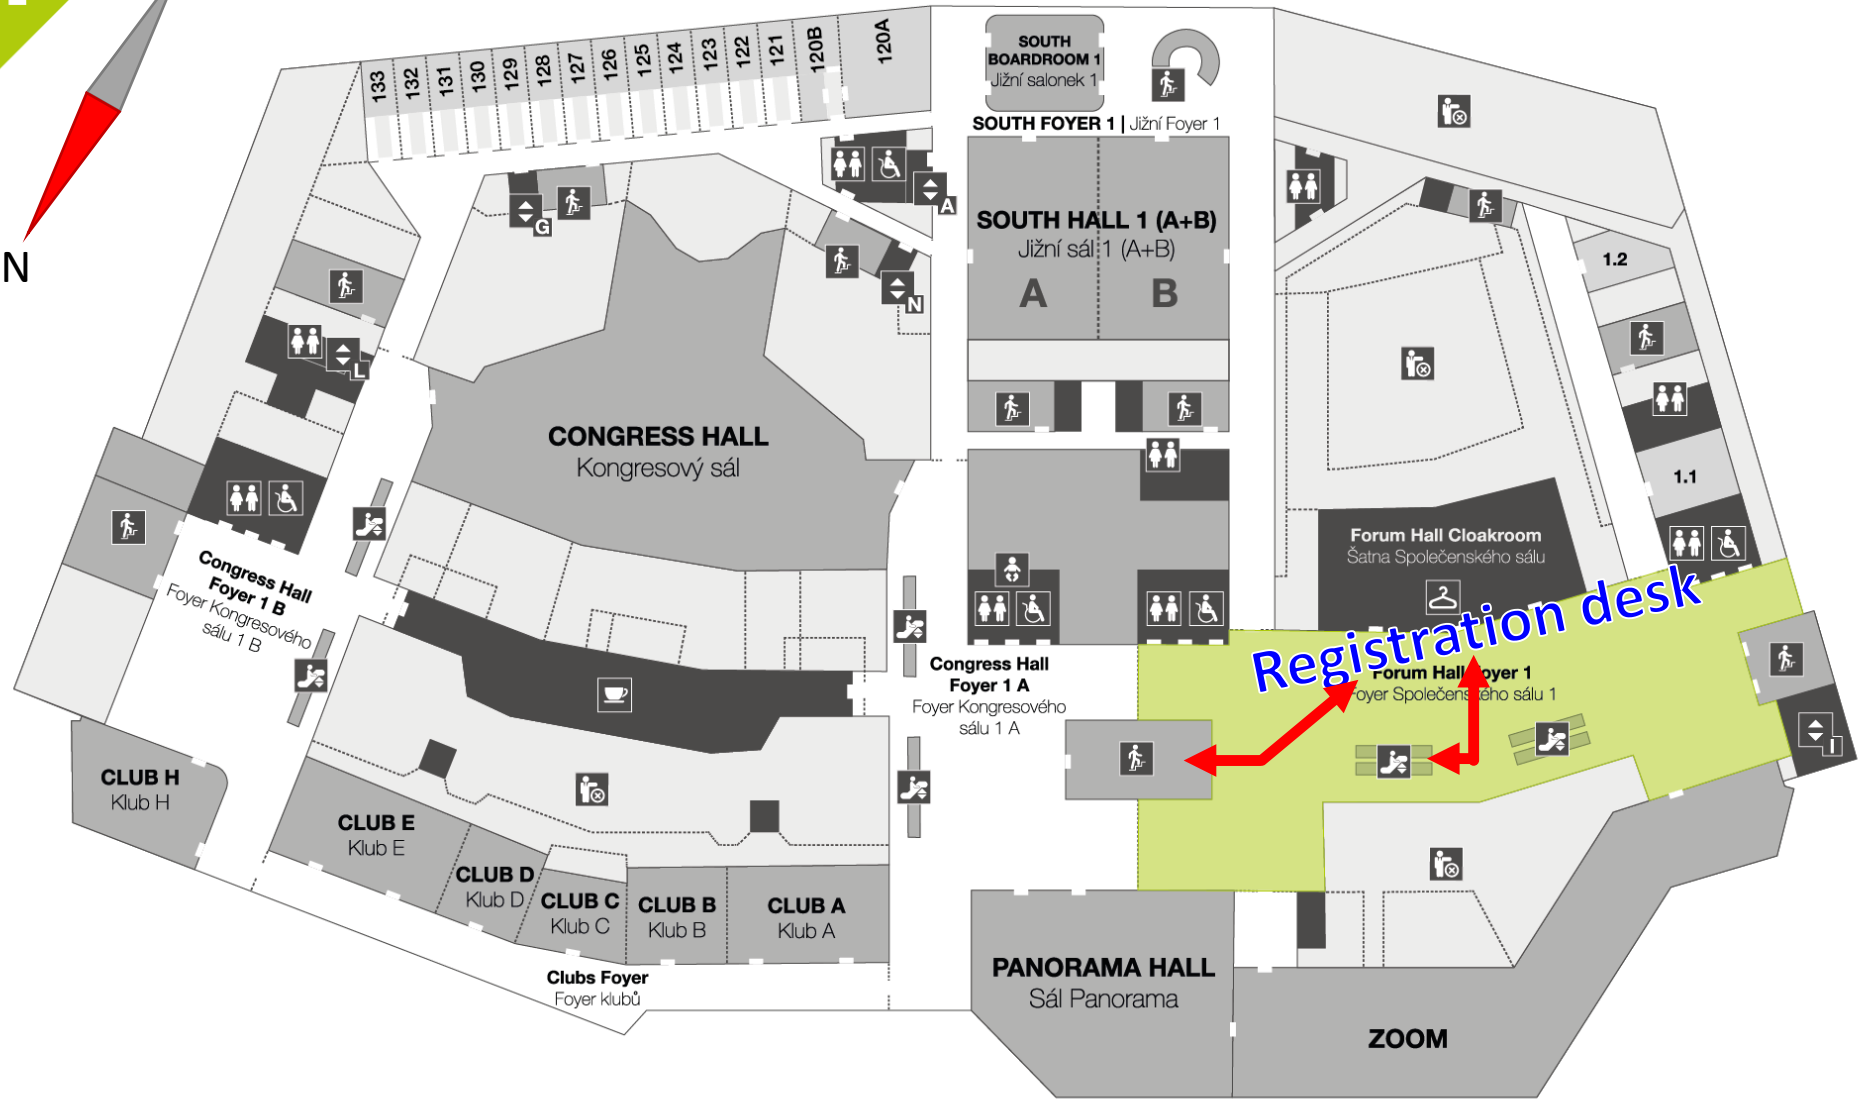 N
133
132
131
130
129
128
127
126
125
124
123
122
121
120B
120A
SOUTH
BOARDROOM 1
Jižní salonek 1
SOUTH FOYER 1 | Jižní Foyer 1
A
G
N
L
SOUTH HALL 1 (A+B)
Jižní sál 1 (A+B)
A
B
1.2
1.1
CONGRESS HALL
Kongresový sál
Forum Hall Cloakroom
Šatna Společenského sálu
Registration desk
Forum Hall Foyer 1
Foyer Společenského sálu 1
I
Congress Hall
Foyer 1 B
Foyer Kongresového
sálu 1 B
Congress Hall
Foyer 1 A
Foyer Kongresového
sálu 1 A
CLUB H
Klub H
CLUB E
Klub E
CLUB D
Klub D
CLUB C
Klub C
CLUB B
Klub B
CLUB A
Klub A
Clubs Foyer
Foyer klubů
PANORAMA HALL
Sál Panorama
ZOOM